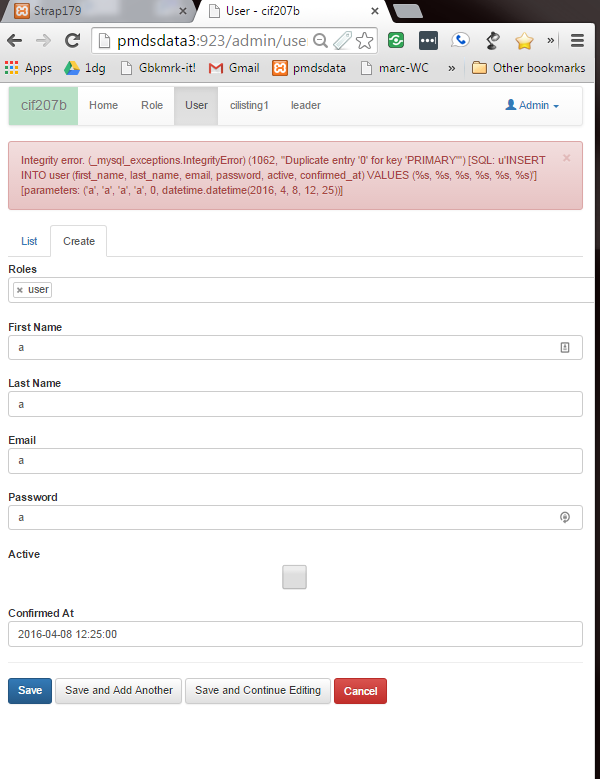 Strap179
User - cif207b
pmdsdata3:923/admin/use
Apps
1dg
Gbkmrk-it!
Gmail
pmdsdata
marc-WC
»
Other bookmarks
cif207b
Home
Role
User
cilisting1
leader
Admin
Integrity error. (_mysql_exceptions.IntegrityError) (1062, "Duplicate entry '0' for key 'PRIMARY'") [SQL: u'INSERT
INTO user (first_name, last_name, email, password, active, confirmed_at) VALUES (%s, %s, %s, %s, %s, %s)']
[parameters: ('a', 'a', 'a', 'a', 0, datetime.datetime(2016, 4, 8, 12, 25))]
×
List
Create
Roles
× user
First Name
a
Last Name
a
Email
a
Password
a
Active
Confirmed At
2016-04-08 12:25:00
Save
Save and Add Another
Save and Continue Editing
Cancel